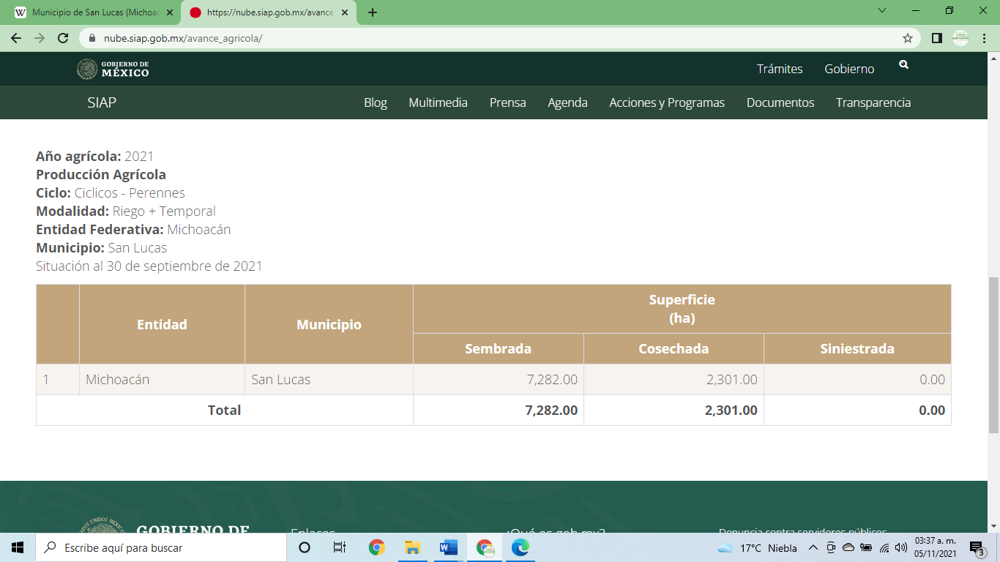 Municipio de San Lucas (Michoac
https://nube.siap.gob.mx/avance
nube.siap.gob.mx/avance_agricola/
GOBIERNO DE
MÉXICO
Trámites Gobierno
SIAP
Blog Multimedia Prensa Agenda Acciones y Programas Documentos Transparencia
Año agrícola: 2021
Producción Agrícola
Ciclo: Ciclicos - Perennes
Modalidad: Riego + Temporal
Entidad Federativa: Michoacán
Municipio: San Lucas
Situación al 30 de septiembre de 2021
Entidad Municipio Superficie
(ha)
Sembrada Cosechada Siniestrada
1 Michoacán San Lucas 7,282.00 2,301.00 0.00
Total 7,282.00 2,301.00 0.00
GOBIERNO DE
Enlaces
¿Qué es gob.mx?
Denuncia contra servidores públicos
Escribe aquí para buscar
17°C Niebla
03:37 a. m.
05/11/2021
3